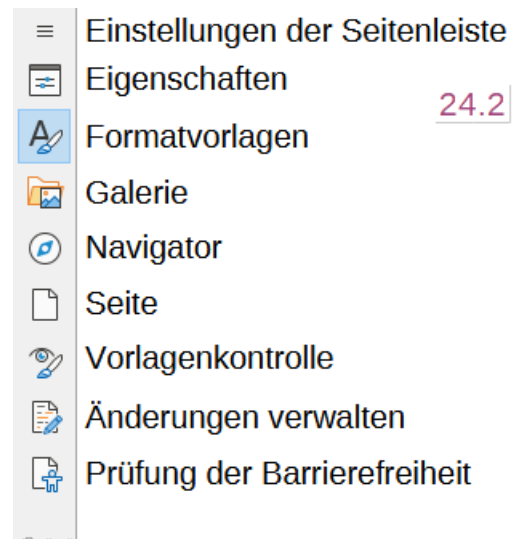 Einstellungen der Seitenleiste
Eigenschaften
24.2
Formatvorlagen
Galerie
Navigator
Seite
Vorlagenkontrolle
Änderungen verwalten
Prüfung der Barrierefreiheit